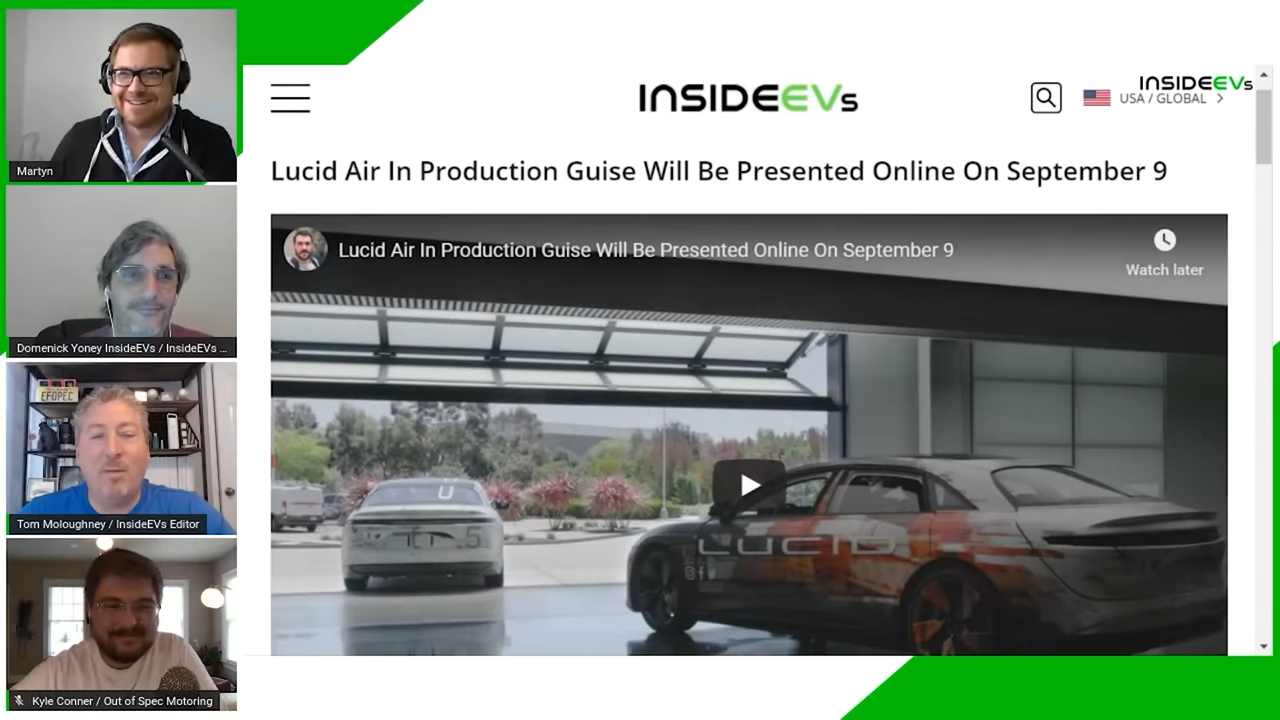 Martyn
Domenick Yoney InsideEVs / InsideEVs ...
EFOPEC
Tom Moloughney / InsideEVs Editor
Kyle Conner / Out of Spec Motoring
INSIDEEVs
INSIDEEVs
USA / GLOBAL
Lucid Air In Production Guise Will Be Presented Online On September 9
Lucid Air In Production Guise Will Be Presented Online On September 9
Watch later
LUCID